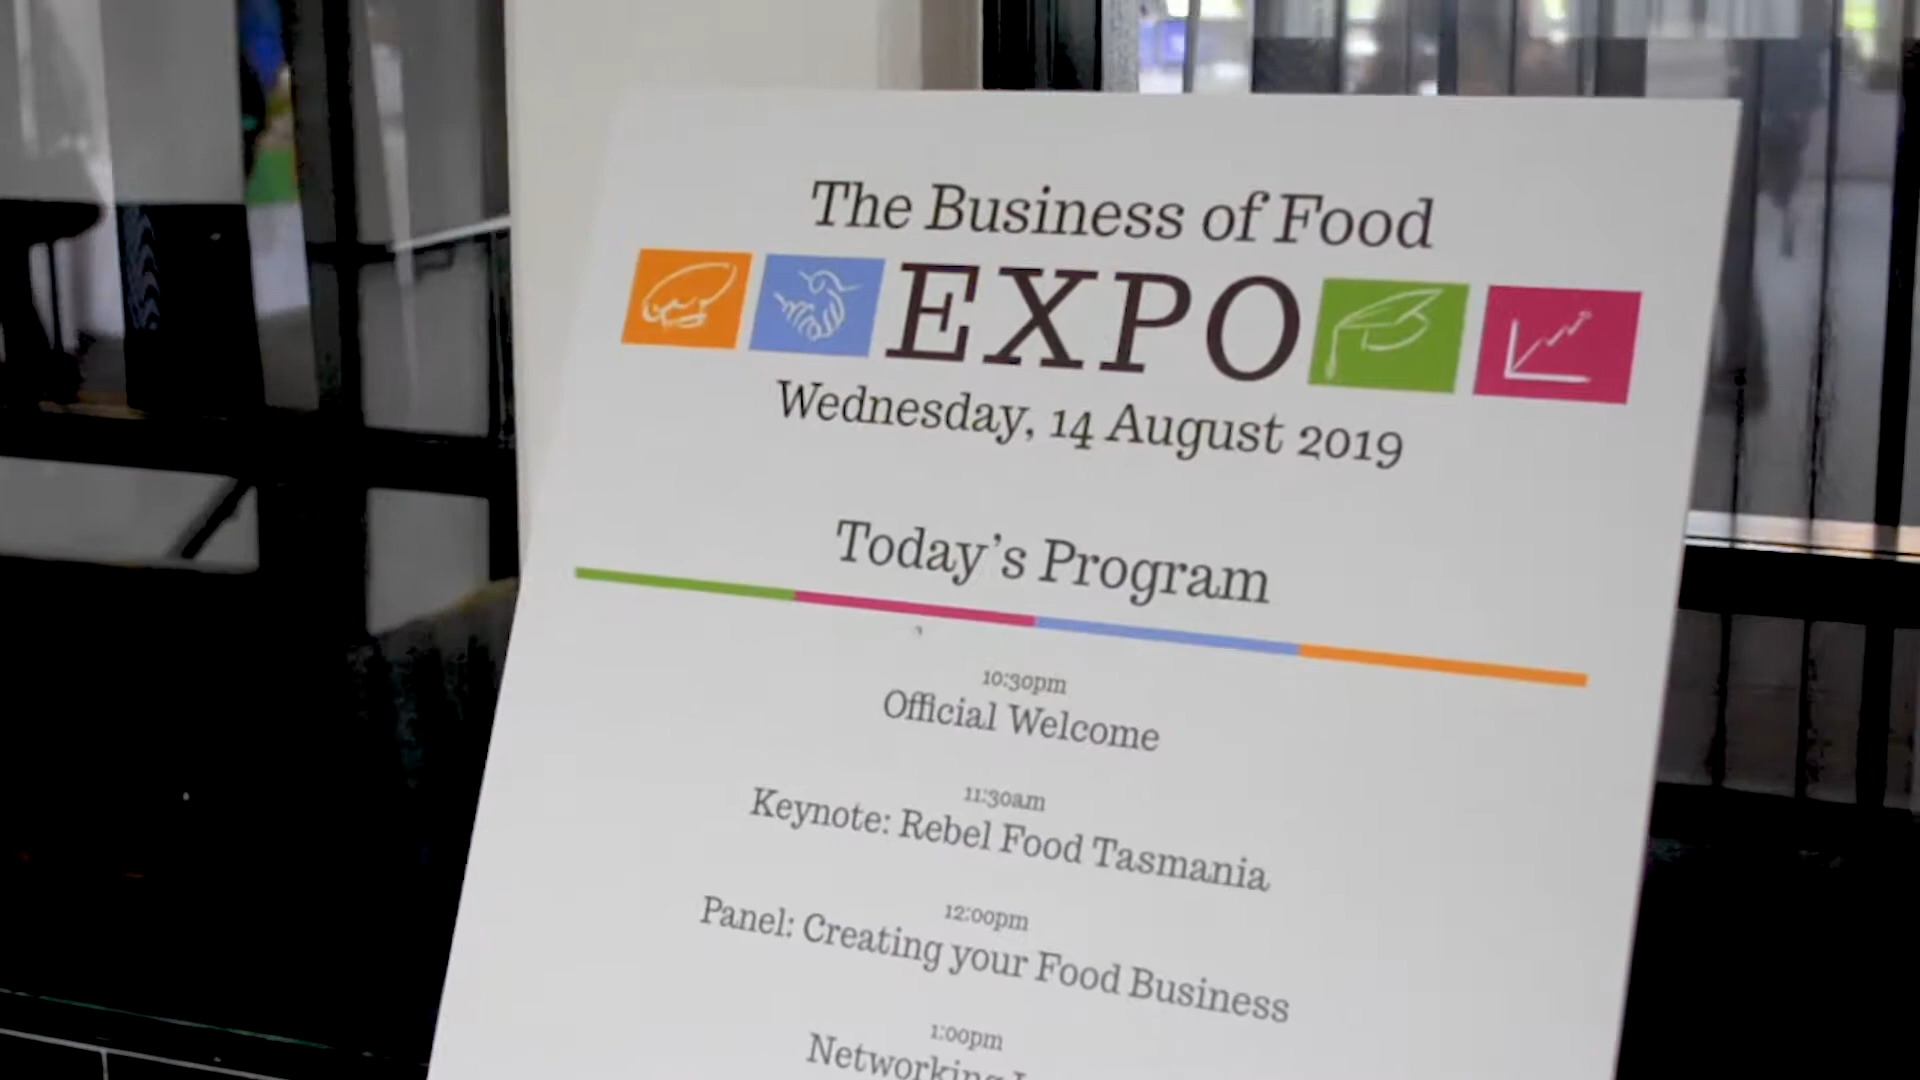 The Business of Food
EXPO
Wednesday, 14 August 2019
Today's Program
10:30pm
Official Welcome
11:30am
Keynote: Rebel Food Tasmania
12:00pm
Panel: Creating your Food Business
1:00pm
Networking